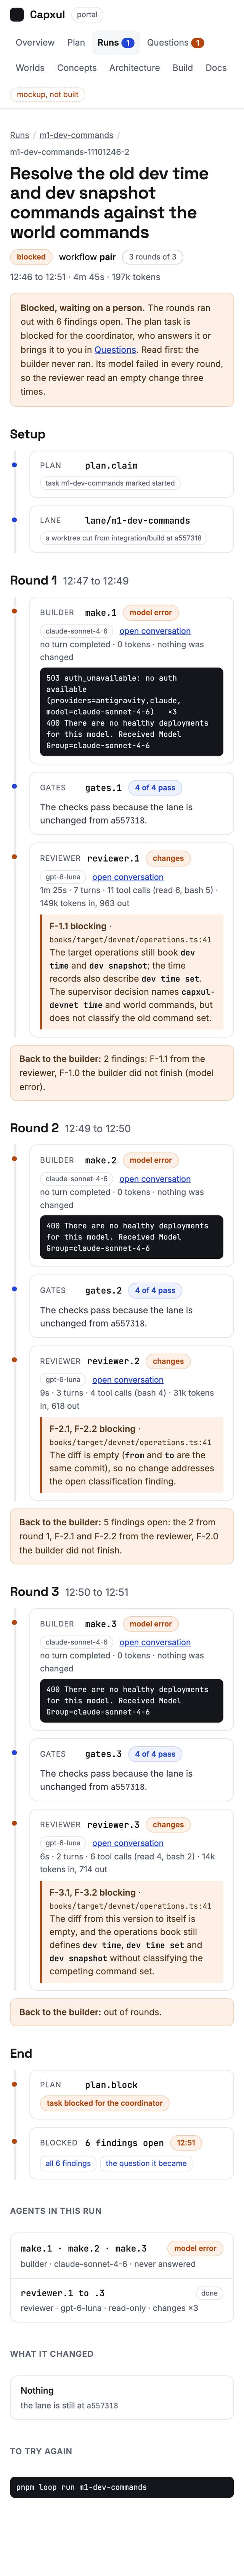 Capxul portal
Overview Plan Runs 1 Questions 1
Worlds Concepts Architecture Build Docs
mockup, not built
Runs / m1-dev-commands /
m1-dev-commands-11101246-2
Resolve the old dev time
and dev snapshot
commands against the
world commands
blocked workflow pair 3 rounds of 3
12:46 to 12:51 · 4m 45s · 197k tokens
Blocked, waiting on a person. The rounds ran
out with 6 findings open. The plan task is
blocked for the coordinator, who answers it or
brings it to you in Questions. Read first: the
builder never ran. Its model failed in every round,
so the reviewer read an empty change three
times.
Setup
PLAN plan.claim
task m1-dev-commands marked started
LANE lane/m1-dev-commands
a worktree cut from integration/build at a557318
Round 1 12:47 to 12:49
BUILDER make.1 model error
claude-sonnet-4-6 open conversation
no turn completed · 0 tokens · nothing was
changed
503 auth_unavailable: no auth
available
(providers=antigravity,claude,
model=claude-sonnet-4-6) ×3
400 There are no healthy deployments
for this model. Received Model
Group=claude-sonnet-4-6
GATES gates.1 4 of 4 pass
The checks pass because the lane is
unchanged from a557318.
REVIEWER reviewer.1 changes
gpt-6-luna open conversation
1m 25s · 7 turns · 11 tool calls (read 6, bash 5) ·
149k tokens in, 963 out
F-1.1 blocking ·
books/target/devnet/operations.ts:41
The target operations still book dev
time and dev snapshot; the time
records also describe dev time set.
The supervisor decision names capxul-
devnet time and world commands, but
does not classify the old command set.
Back to the builder: 2 findings: F-1.1 from the
reviewer, F-1.0 the builder did not finish (model
error).
Round 2 12:49 to 12:50
BUILDER make.2 model error
claude-sonnet-4-6 open conversation
no turn completed · 0 tokens · nothing was
changed
400 There are no healthy deployments
for this model. Received Model
Group=claude-sonnet-4-6
GATES gates.2 4 of 4 pass
The checks pass because the lane is
unchanged from a557318.
REVIEWER reviewer.2 changes
gpt-6-luna open conversation
9s · 3 turns · 4 tool calls (bash 4) · 31k tokens
in, 618 out
F-2.1, F-2.2 blocking ·
books/target/devnet/operations.ts:41
The diff is empty (from and to are the
same commit), so no change addresses
the open classification finding.
Back to the builder: 5 findings open: the 2 from
round 1, F-2.1 and F-2.2 from the reviewer, F-2.0
the builder did not finish.
Round 3 12:50 to 12:51
BUILDER make.3 model error
claude-sonnet-4-6 open conversation
no turn completed · 0 tokens · nothing was
changed
400 There are no healthy deployments
for this model. Received Model
Group=claude-sonnet-4-6
GATES gates.3 4 of 4 pass
The checks pass because the lane is
unchanged from a557318.
REVIEWER reviewer.3 changes
gpt-6-luna open conversation
6s · 2 turns · 6 tool calls (read 4, bash 2) · 14k
tokens in, 714 out
F-3.1, F-3.2 blocking ·
books/target/devnet/operations.ts:41
The diff from this version to itself is
empty, and the operations book still
defines dev time, dev time set and
dev snapshot without classifying the
competing command set.
Back to the builder: out of rounds.
End
PLAN plan.block
task blocked for the coordinator
BLOCKED 6 findings open 12:51
all 6 findings the question it became
AGENTS IN THIS RUN
make.1 · make.2 · make.3 model error
builder · claude-sonnet-4-6 · never answered
reviewer.1 to .3 done
reviewer · gpt-6-luna · read-only · changes ×3
WHAT IT CHANGED
Nothing
the lane is still at a557318
TO TRY AGAIN
pnpm loop run m1-dev-commands